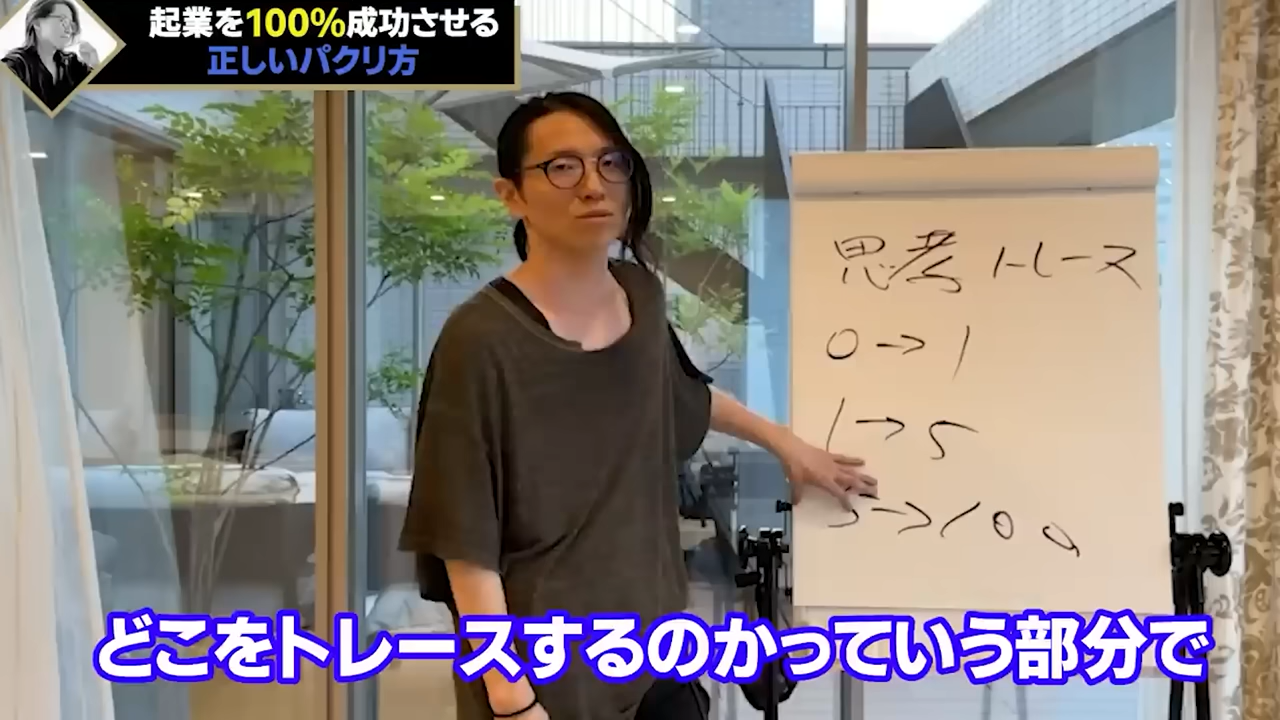 起業を100%成功させる
正しいパクリ方
思考トレース
0→1
1→5
5→100
どこをトレースするのかっていう部分で